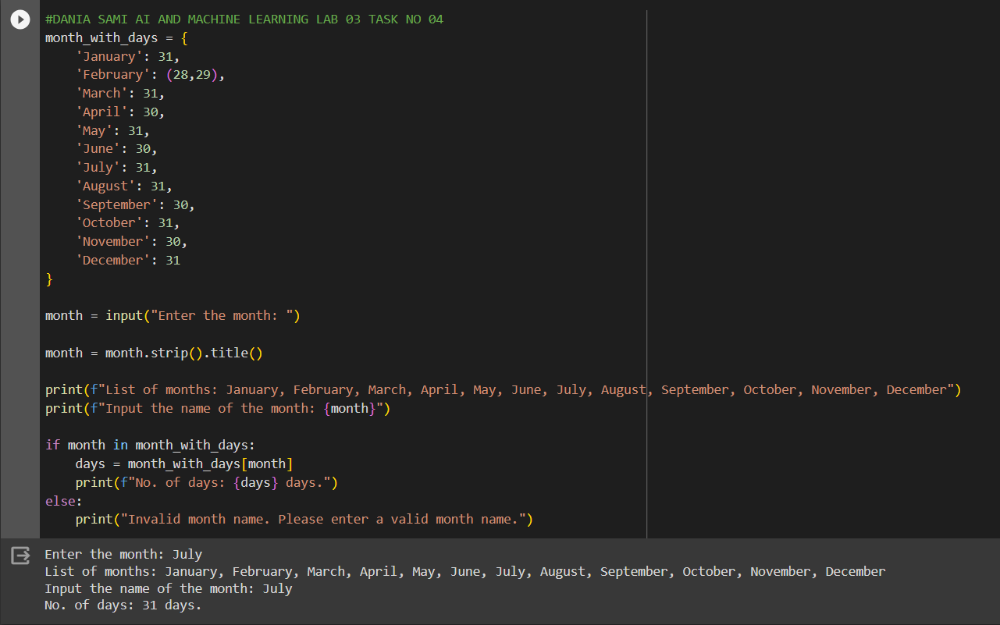 #DANIA SAMI AI AND MACHINE LEARNING LAB 03 TASK NO 04
month_with_days = {
    'January': 31,
    'February': (28,29),
    'March': 31,
    'April': 30,
    'May': 31,
    'June': 30,
    'July': 31,
    'August': 31,
    'September': 30,
    'October': 31,
    'November': 30,
    'December': 31
}
month = input("Enter the month: ")
month = month.strip().title()
print(f"List of months: January, February, March, April, May, June, July, August, September, October, November, December")
print(f"Input the name of the month: {month}")
if month in month_with_days:
    days = month_with_days[month]
    print(f"No. of days: {days} days.")
else:
    print("Invalid month name. Please enter a valid month name.")
Enter the month: July
List of months: January, February, March, April, May, June, July, August, September, October, November, December
Input the name of the month: July
No. of days: 31 days.